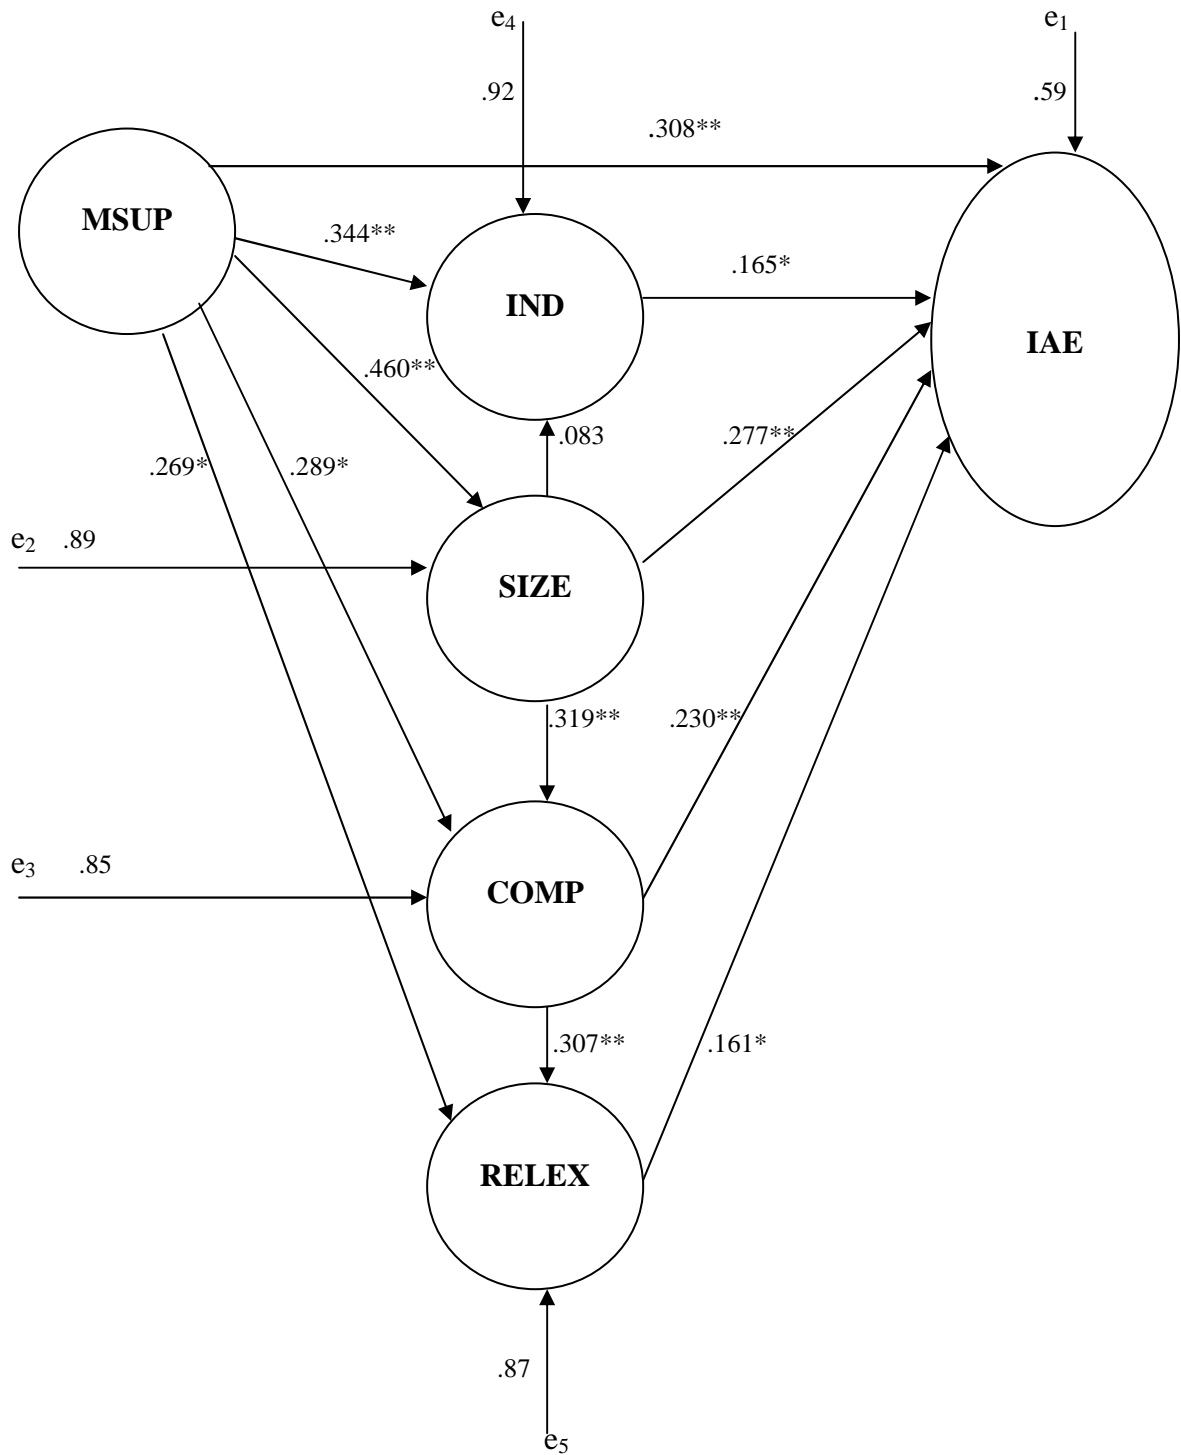 e4
e1
.92
.59
.308**
MSUP
.344**
.165*
IND
IAE
.460**
.083
.277**
.269*
.289*
e2 .89
SIZE
.319**
.230**
e3 .85
COMP
.307**
.161*
RELEX
.87
e5